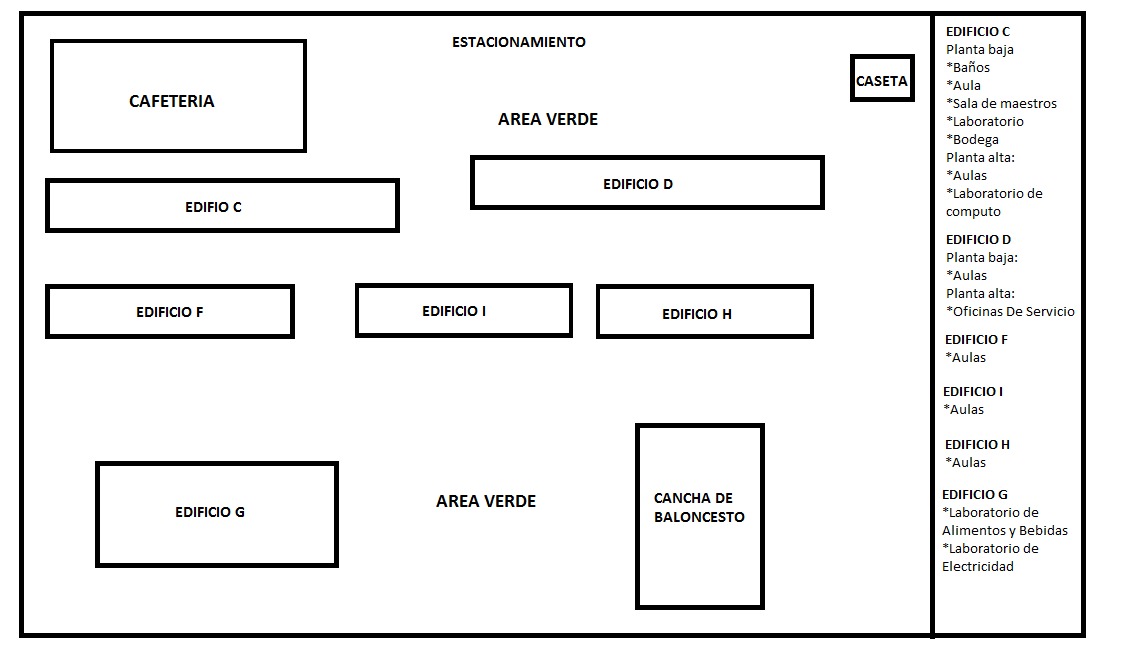 ESTACIONAMIENTO
CAFETERIA
CASETA
AREA VERDE
EDIFICIO D
EDIFIO C
EDIFICIO F
EDIFICIO I
EDIFICIO H
EDIFICIO G
AREA VERDE
CANCHA DE
BALONCESTO
EDIFICIO C
Planta baja
*Baños
*Aula
*Sala de maestros
*Laboratorio
*Bodega
Planta alta:
*Aulas
*Laboratorio de
computo
EDIFICIO D
Planta baja:
*Aulas
Planta alta:
*Oficinas De Servicio
EDIFICIO F
*Aulas
EDIFICIO I
*Aulas
EDIFICIO H
*Aulas
EDIFICIO G
*Laboratorio de
Alimentos y Bebidas
*Laboratorio de
Electricidad